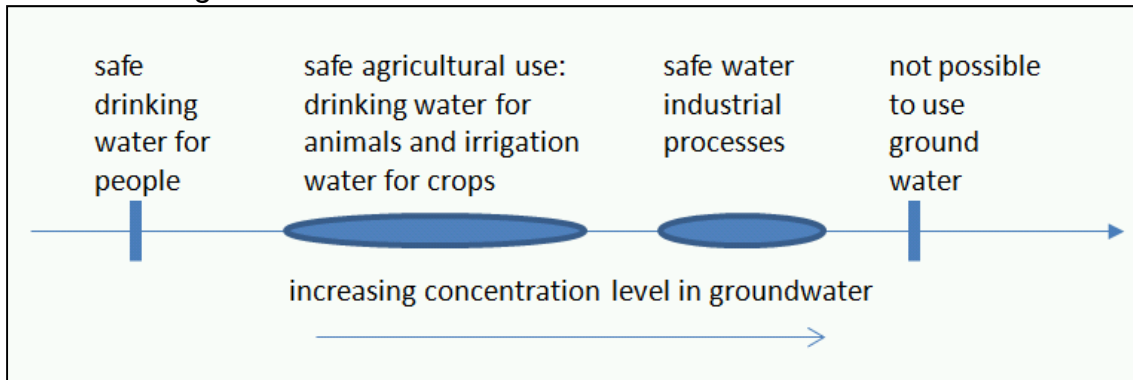 safe
drinking
water for
people
safe agricultural use:
drinking water for
animals and irrigation
water for crops
safe water
industrial
processes
not possible
to use
ground
water
increasing concentration level in groundwater